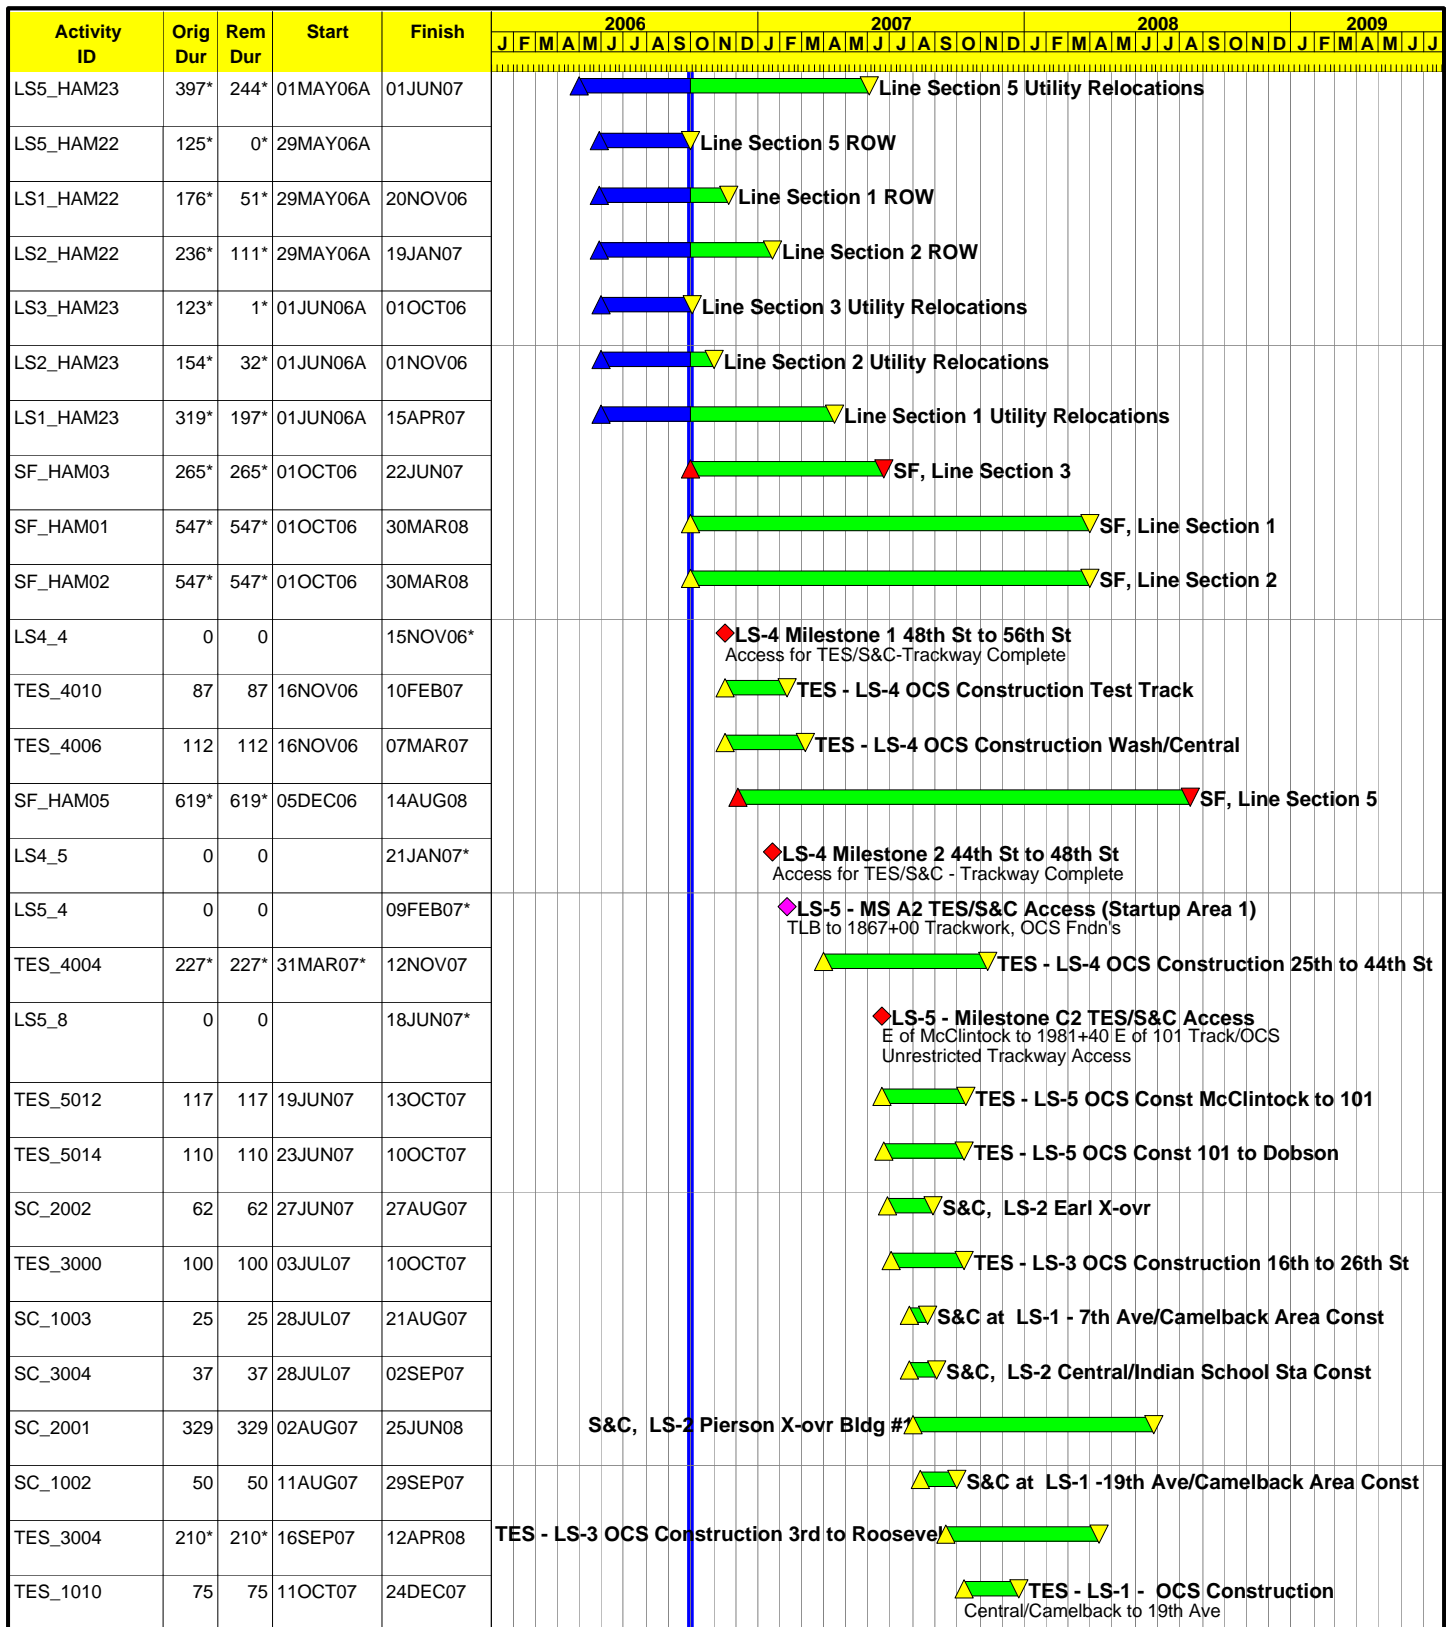 Activity ID Orig Dur Rem Dur Start Finish
2006 2007 2008 2009
J F M A M J J A S O N D J F M A M J J A S O N D J F M A M J J A S O N D J F M A M J J
LS5_HAM23 397* 244* 01MAY06A 01JUN07 Line Section 5 Utility Relocations
LS5_HAM22 125* 0* 29MAY06A Line Section 5 ROW
LS1_HAM22 176* 51* 29MAY06A 20NOV06 Line Section 1 ROW
LS2_HAM22 236* 111* 29MAY06A 19JAN07 Line Section 2 ROW
LS3_HAM23 123* 1* 01JUN06A 01OCT06 Line Section 3 Utility Relocations
LS2_HAM23 154* 32* 01JUN06A 01NOV06 Line Section 2 Utility Relocations
LS1_HAM23 319* 197* 01JUN06A 15APR07 Line Section 1 Utility Relocations
SF_HAM03 265* 265* 01OCT06 22JUN07 SF, Line Section 3
SF_HAM01 547* 547* 01OCT06 30MAR08 SF, Line Section 1
SF_HAM02 547* 547* 01OCT06 30MAR08 SF, Line Section 2
LS4_4 0 0 15NOV06* LS-4 Milestone 1 48th St to 56th St
Access for TES/S&C-Trackway Complete
TES_4010 87 87 16NOV06 10FEB07 TES - LS-4 OCS Construction Test Track
TES_4006 112 112 16NOV06 07MAR07 TES - LS-4 OCS Construction Wash/Central
SF_HAM05 619* 619* 05DEC06 14AUG08 SF, Line Section 5
LS4_5 0 0 21JAN07* LS-4 Milestone 2 44th St to 48th St
Access for TES/S&C - Trackway Complete
LS5_4 0 0 09FEB07* LS-5 - MS A2 TES/S&C Access (Startup Area 1)
TLB to 1867+00 Trackwork, OCS Fndn's
TES_4004 227* 227* 31MAR07* 12NOV07 TES - LS-4 OCS Construction 25th to 44th St
LS5_8 0 0 18JUN07* LS-5 - Milestone C2 TES/S&C Access
E of McClintock to 1981+40 E of 101 Track/OCS
Unrestricted Trackway Access
TES_5012 117 117 19JUN07 13OCT07 TES - LS-5 OCS Const McClintock to 101
TES_5014 110 110 23JUN07 10OCT07 TES - LS-5 OCS Const 101 to Dobson
SC_2002 62 62 27JUN07 27AUG07 S&C, LS-2 Earl X-ovr
TES_3000 100 100 03JUL07 10OCT07 TES - LS-3 OCS Construction 16th to 26th St
SC_1003 25 25 28JUL07 21AUG07 S&C at LS-1 - 7th Ave/Camelback Area Const
SC_3004 37 37 28JUL07 02SEP07 S&C, LS-2 Central/Indian School Sta Const
SC_2001 329 329 02AUG07 25JUN08 S&C, LS-2 Pierson X-ovr Bldg #1
SC_1002 50 50 11AUG07 29SEP07 S&C at LS-1 -19th Ave/Camelback Area Const
TES_3004 210* 210* 16SEP07 12APR08 TES - LS-3 OCS Construction 3rd to Roosevel
TES_1010 75 75 11OCT07 24DEC07 TES - LS-1 - OCS Construction
Central/Camelback to 19th Ave